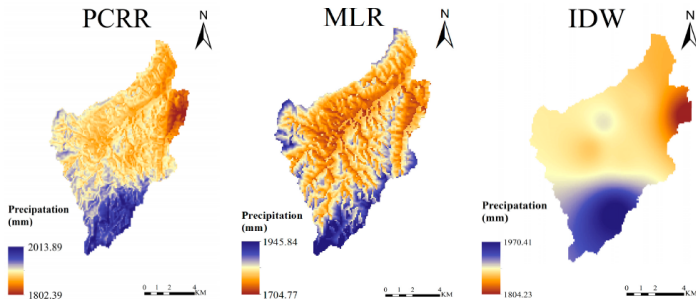 PCRR
N
Precipatation
(mm)
2013.89
1802.39
0 1 2 4
KM
MLR
N
Precipitation
(mm)
1945.84
1704.77
0 1 2 4
KM
IDW
N
Precipatation
(mm)
1970.41
1804.23
0 1 2 4
KM